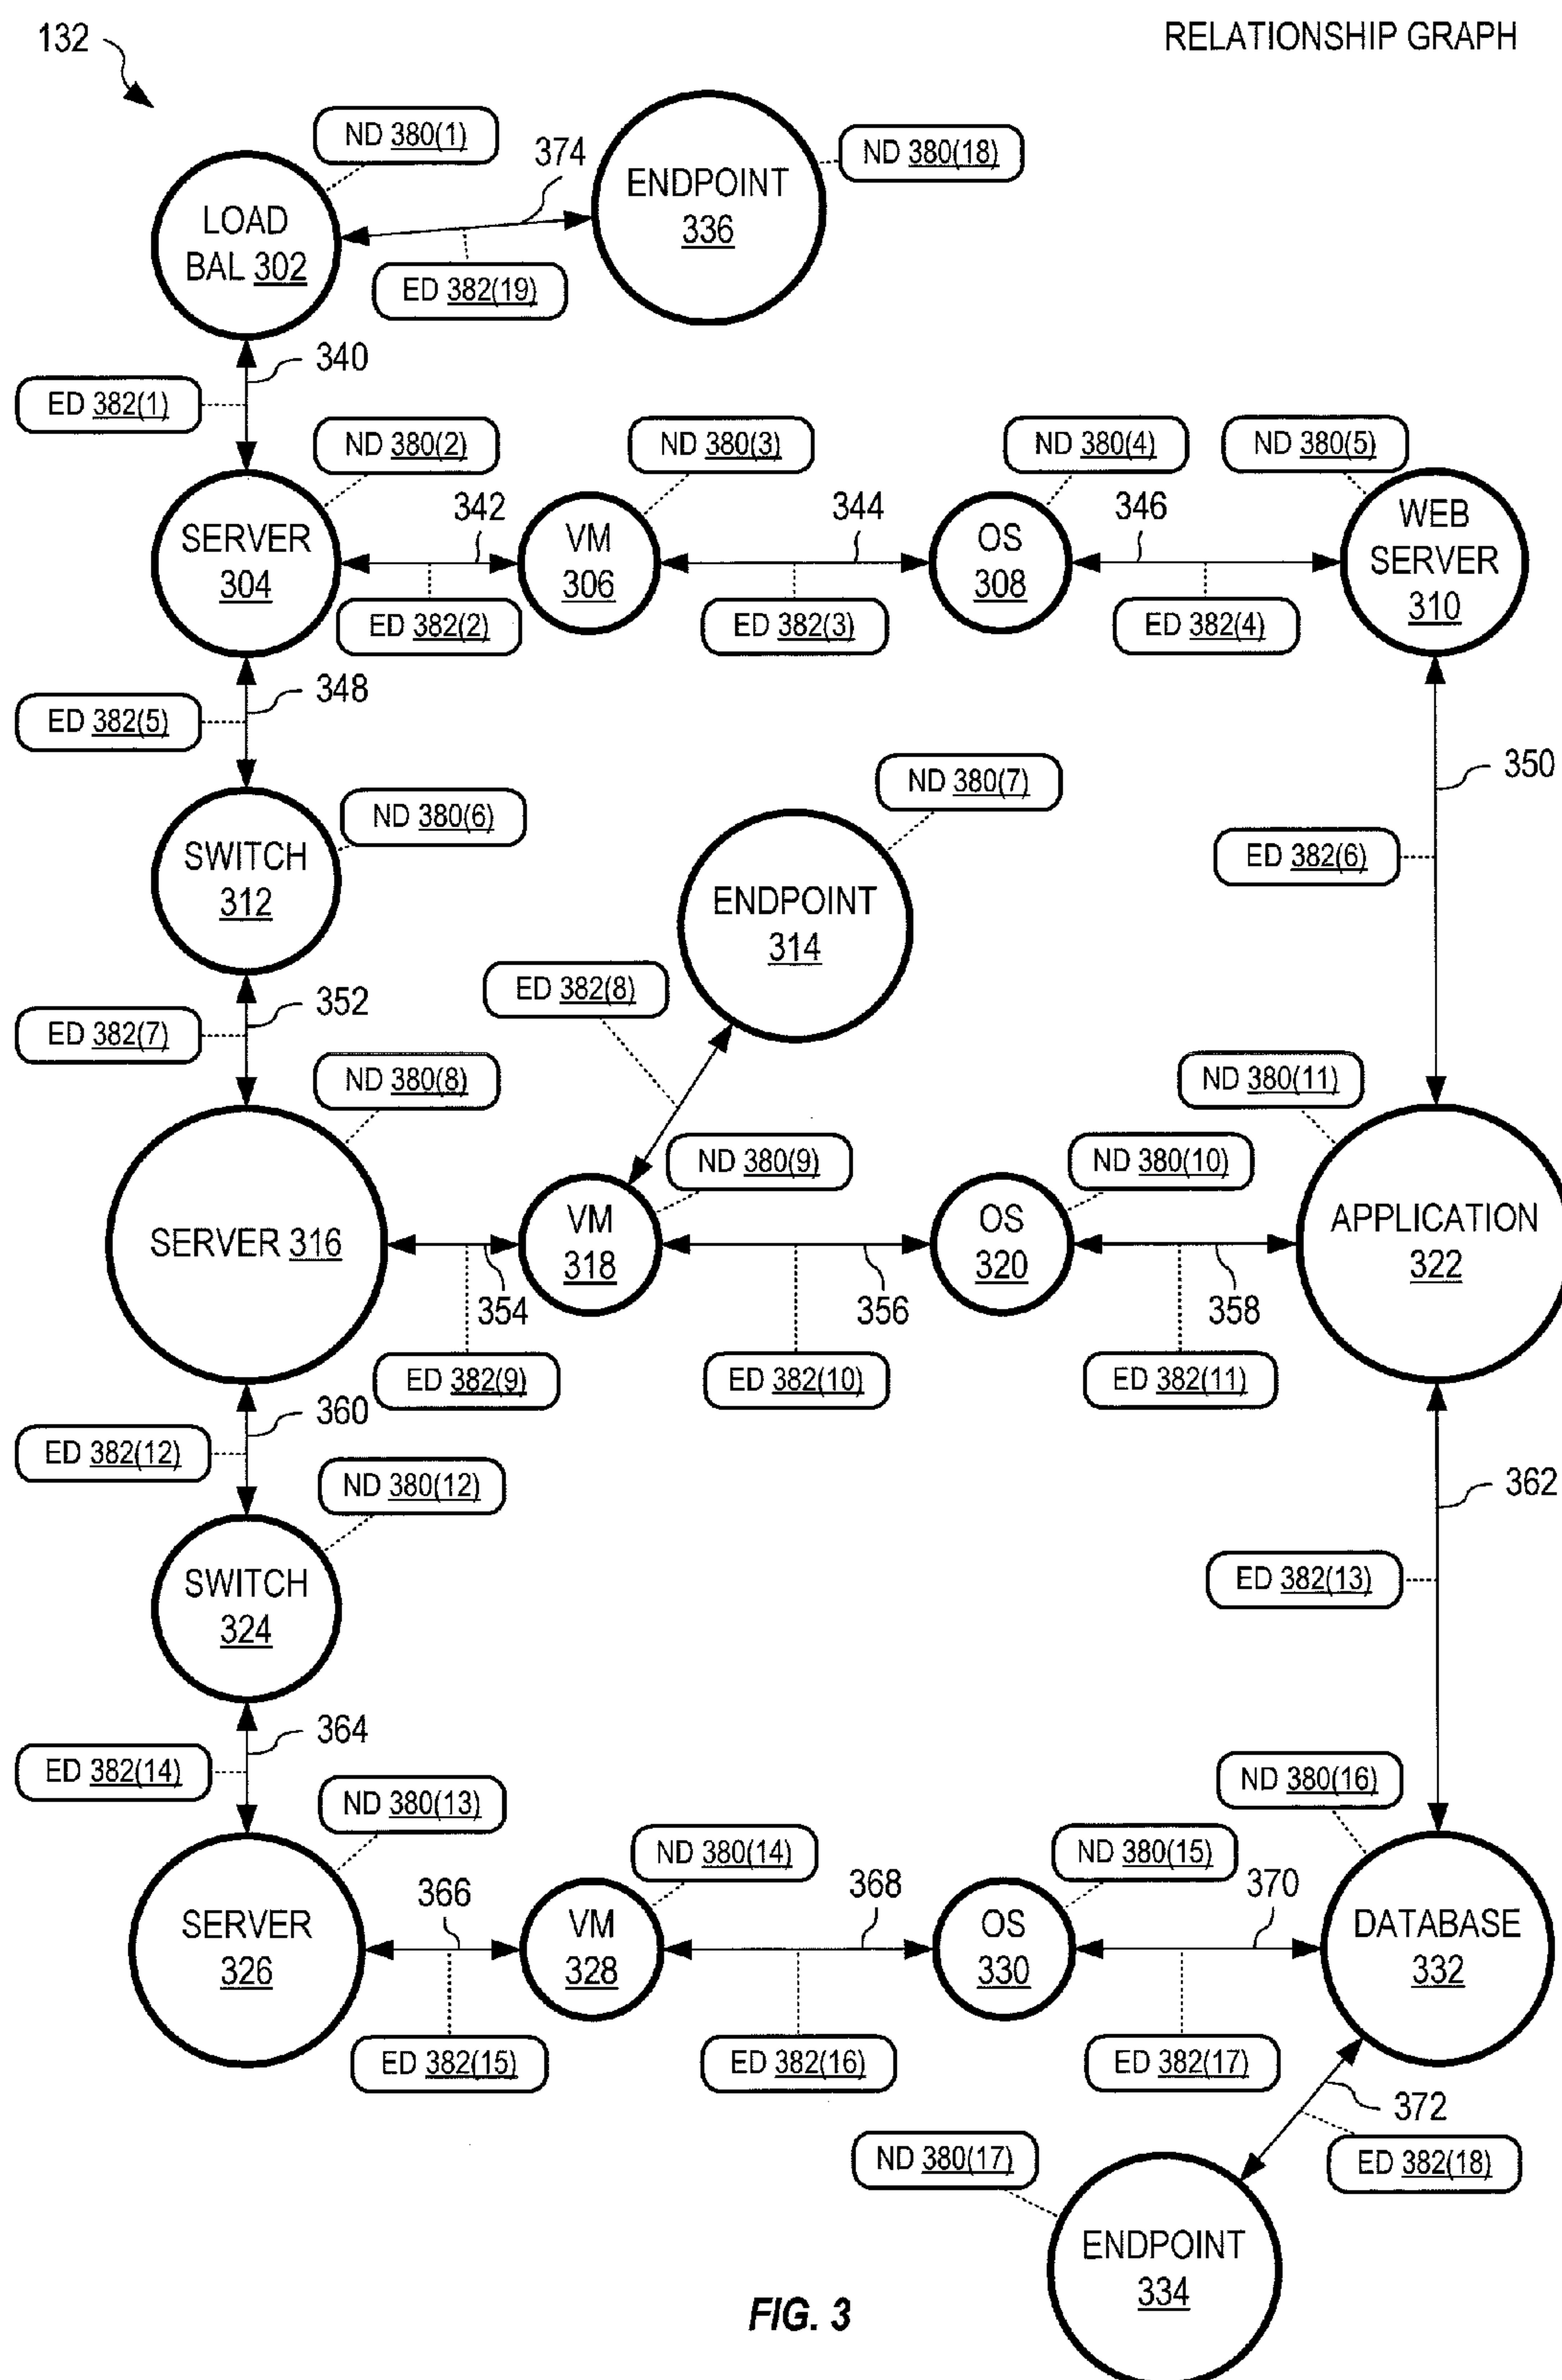 132
RELATIONSHIP GRAPH
ND 380(1)
374
ENDPOINT
336
ND 380(18)
LOAD
BAL 302
ED 382(19)
340
ED 382(1)
ND 380(2)
ND 380(3)
ND 380(4)
ND 380(5)
SERVER
304
342
VM
306
344
OS
308
346
WEB
SERVER
310
ED 382(2)
ED 382(3)
ED 382(4)
348
ED 382(5)
350
ND 380(7)
ND 380(6)
SWITCH
312
ED 382(6)
ENDPOINT
314
ED 382(8)
352
ED 382(7)
ND 380(8)
ND 380(11)
ND 380(9)
ND 380(10)
SERVER 316
VM
318
OS
320
APPLICATION
322
354
356
358
ED 382(9)
ED 382(10)
ED 382(11)
360
ED 382(12)
ND 380(12)
362
SWITCH
324
ED 382(13)
364
ED 382(14)
ND 380(16)
ND 380(13)
ND 380(14)
ND 380(15)
SERVER
326
366
VM
328
368
OS
330
370
DATABASE
332
ED 382(15)
ED 382(16)
ED 382(17)
372
ND 380(17)
ED 382(18)
ENDPOINT
334
FIG. 3